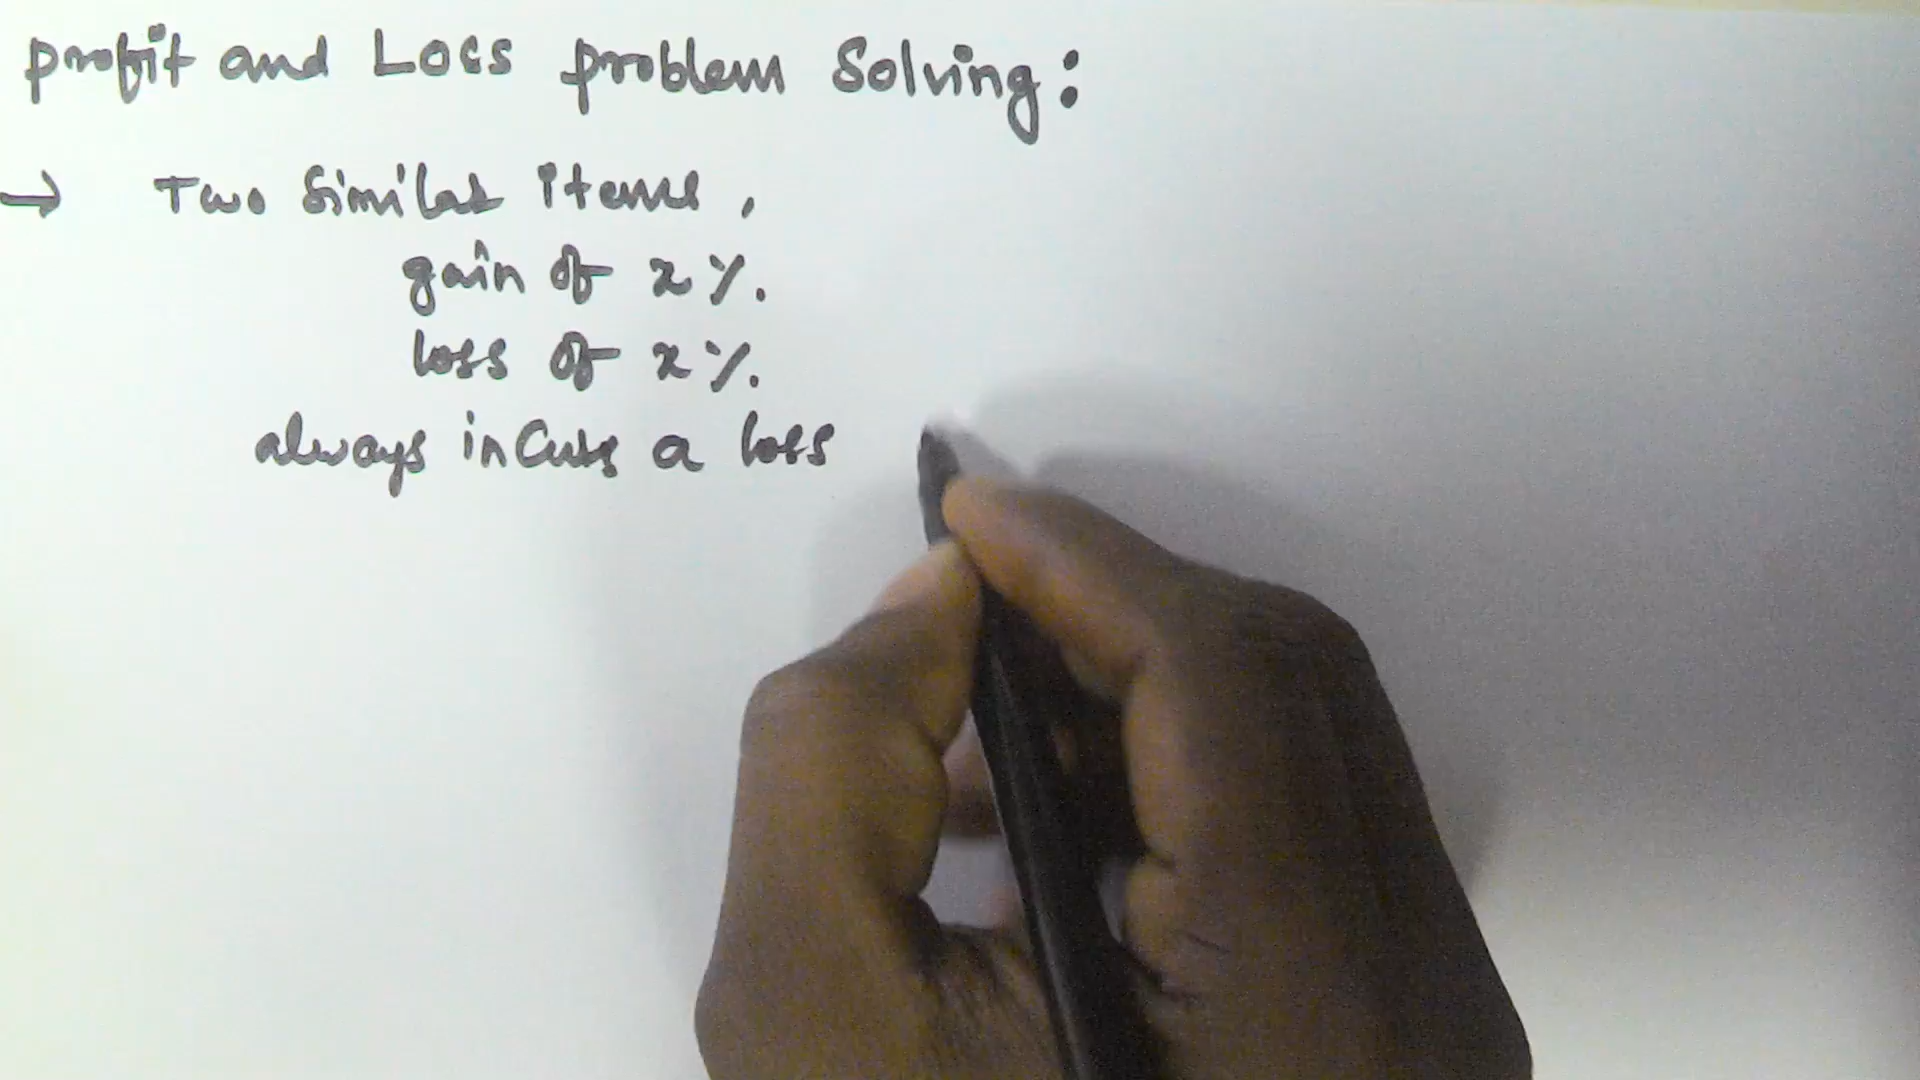 profit and Loss problem Solving:
→ Two Similar items,
gain of x%.
loss of x%.
always incurs a loss